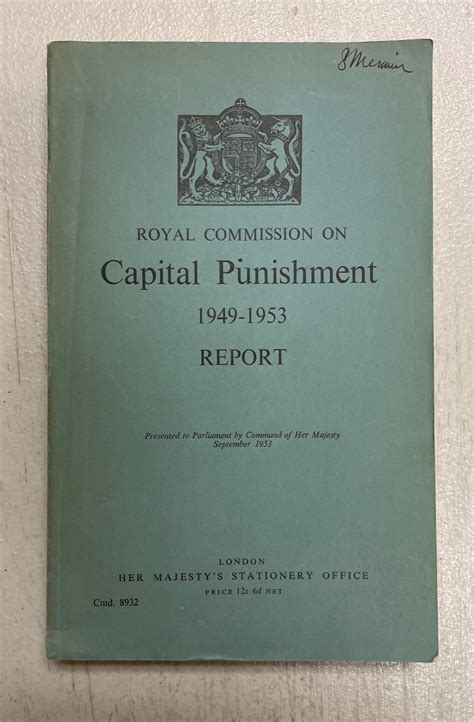 ROYAL COMMISSION ON
Capital Punishment
1949-1953
REPORT
Presented to Parliament by Command of Her Majesty
September 1953
LONDON
HER MAJESTY'S STATIONERY OFFICE
PRICE 12s 6d NET
Cmd. 8932